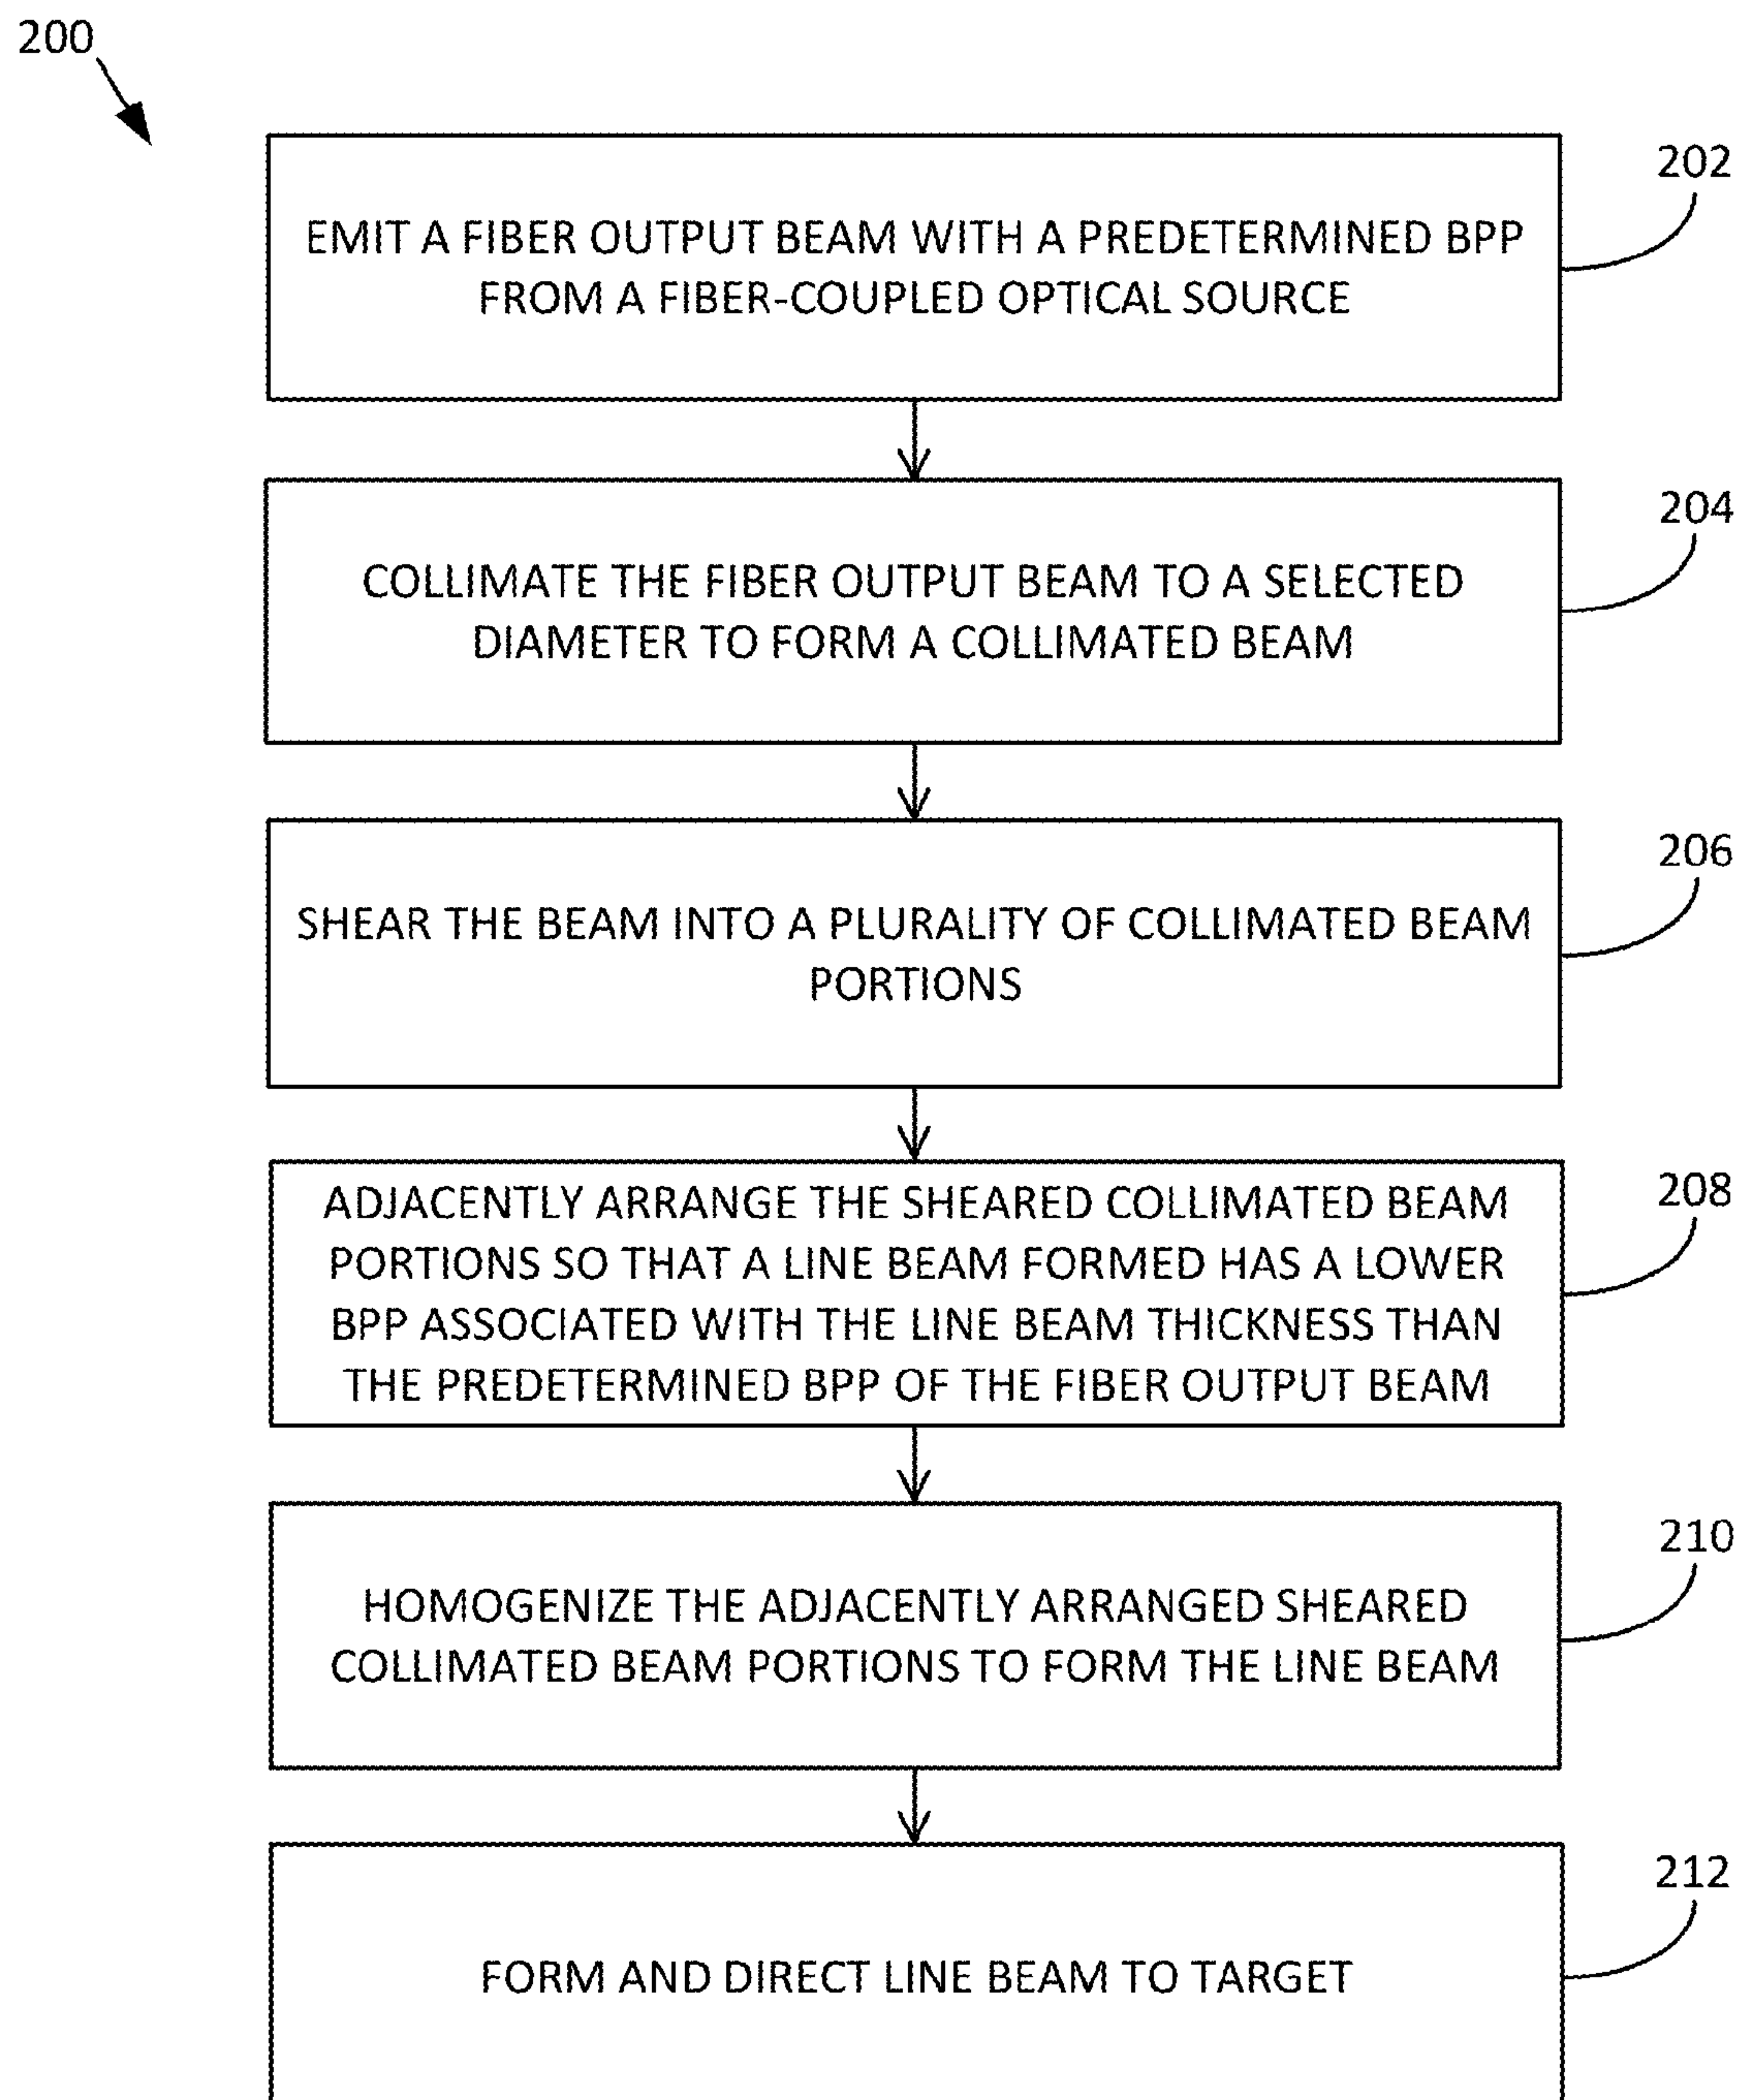 200
202
EMIT A FIBER OUTPUT BEAM WITH A PREDETERMINED BPP
FROM A FIBER-COUPLED OPTICAL SOURCE
204
COLLIMATE THE FIBER OUTPUT BEAM TO A SELECTED
DIAMETER TO FORM A COLLIMATED BEAM
206
SHEAR THE BEAM INTO A PLURALITY OF COLLIMATED BEAM
PORTIONS
208
ADJACENTLY ARRANGE THE SHEARED COLLIMATED BEAM
PORTIONS SO THAT A LINE BEAM FORMED HAS A LOWER
BPP ASSOCIATED WITH THE LINE BEAM THICKNESS THAN
THE PREDETERMINED BPP OF THE FIBER OUTPUT BEAM
210
HOMOGENIZE THE ADJACENTLY ARRANGED SHEARED
COLLIMATED BEAM PORTIONS TO FORM THE LINE BEAM
212
FORM AND DIRECT LINE BEAM TO TARGET